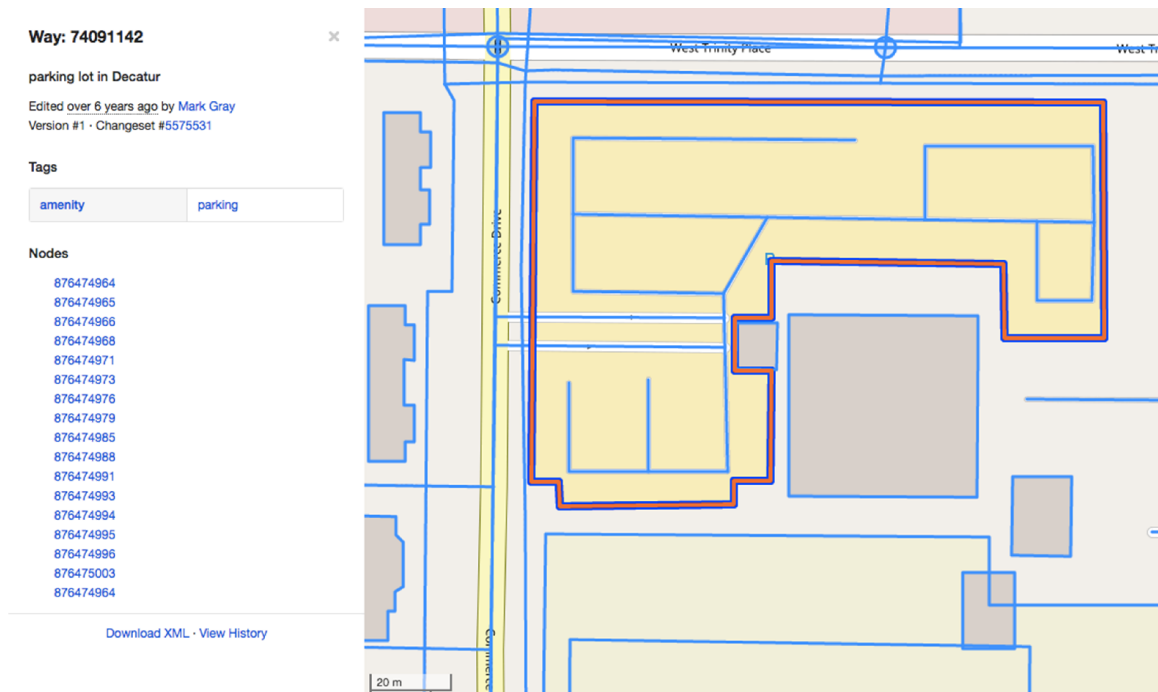 Way: 74091142
×
parking lot in Decatur
Edited over 6 years ago by Mark Gray
Version #1 · Changeset #5575531
Tags
amenity parking
Nodes
876474964
876474965
876474966
876474968
876474971
876474973
876474976
876474979
876474985
876474988
876474991
876474993
876474994
876474995
876474996
876475003
876474964
Download XML · View History
West Trinity Place
West Tr
Commerce Drive
P
Commerce
20 m